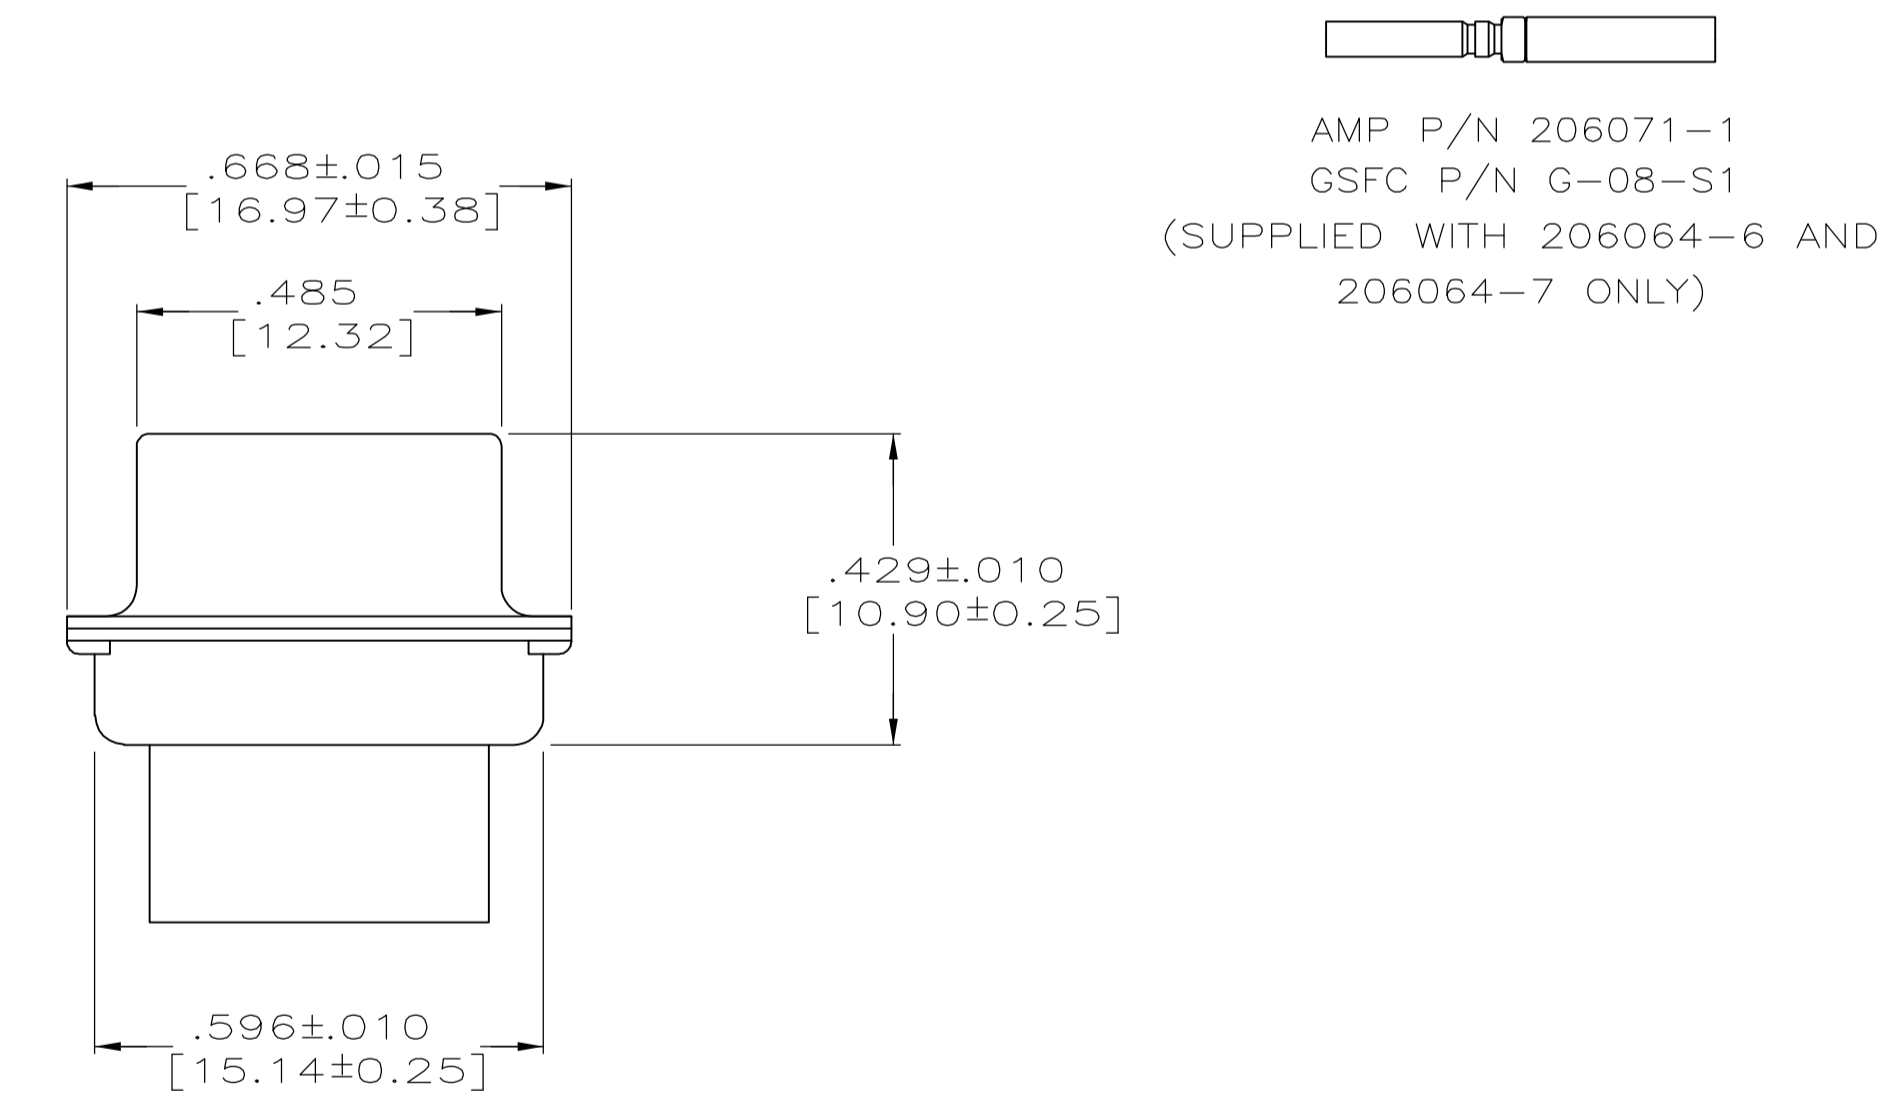 AMP P/N 206071-1
GSFC P/N G-08-S1
(SUPPLIED WITH 206064-6 AND
206064-7 ONLY)
.668±.015
[16.97±0.38]
.485
[12.32]
.429±.010
[10.90±0.25]
.596±.010
[15.14±0.25]